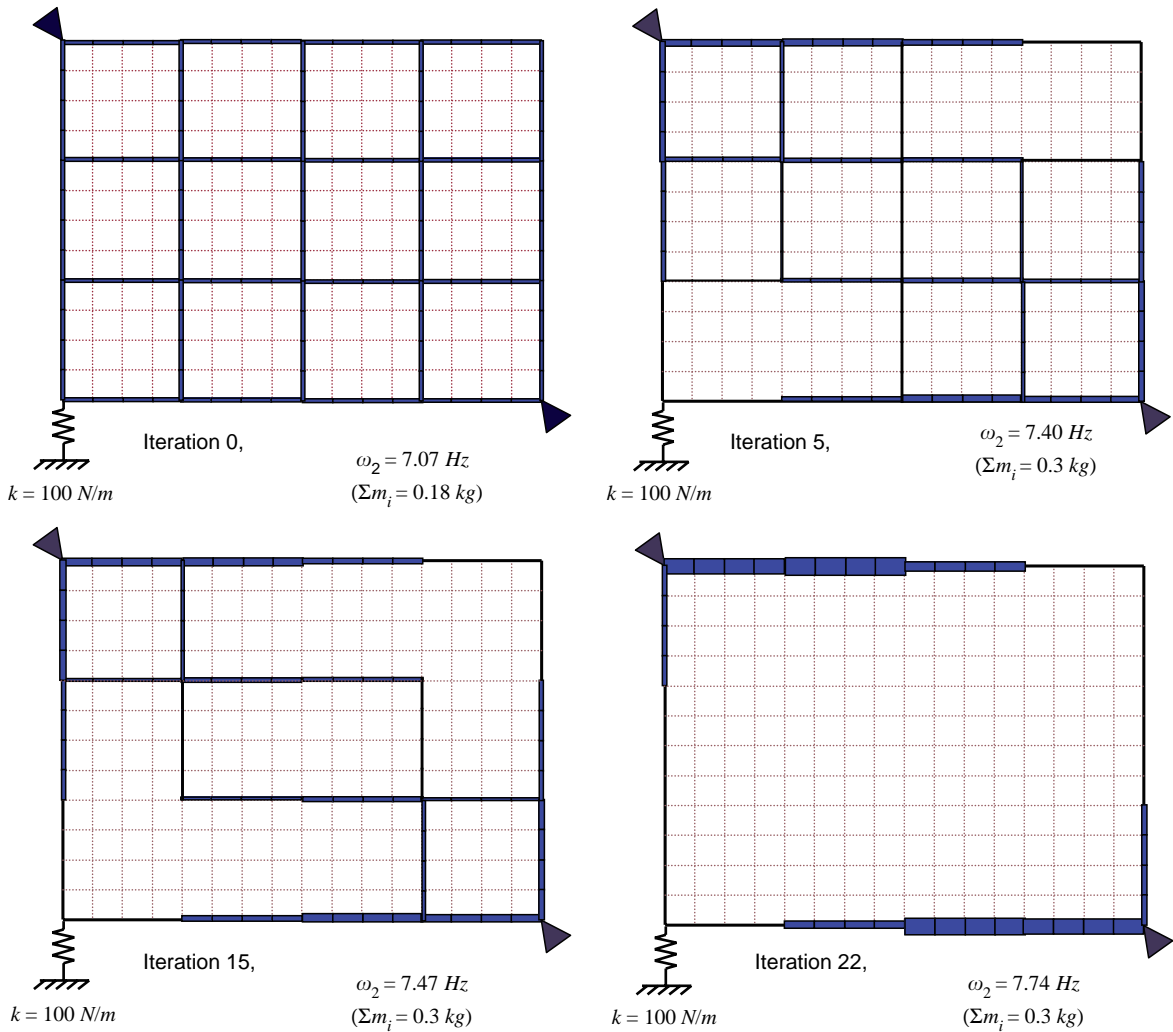 Iteration 0,
ω2 = 7.07 Hz
(Σmi = 0.18 kg)
k = 100 N/m
Iteration 5,
ω2 = 7.40 Hz
(Σmi = 0.3 kg)
k = 100 N/m
Iteration 15,
ω2 = 7.47 Hz
(Σmi = 0.3 kg)
k = 100 N/m
Iteration 22,
ω2 = 7.74 Hz
(Σmi = 0.3 kg)
k = 100 N/m